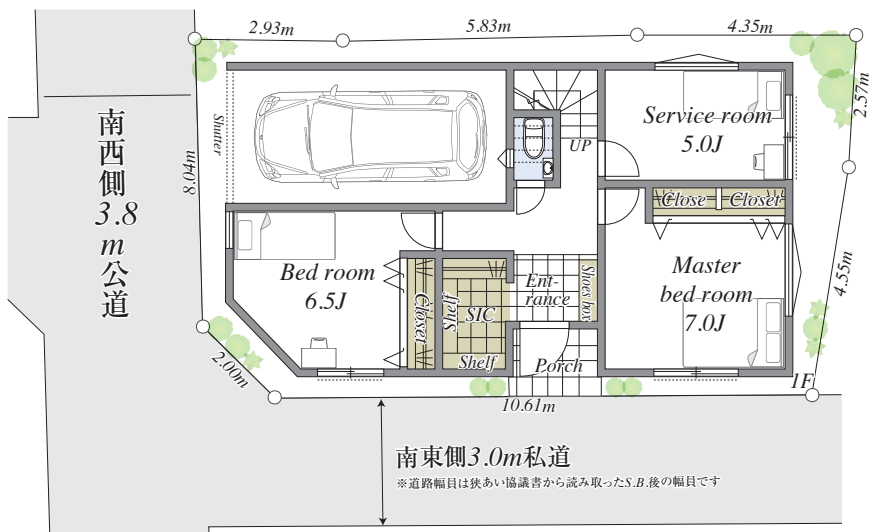 2.93m
5.83m
4.35m
2.57m
8.04m
4.55m
2.00m
10.61m
Shutter
UP
Service room
5.0J
Close
Closet
Bed room
6.5J
Closet
Shelf
SIC
Shelf
Ent-
rance
Shoes box
Porch
Master
bed room
7.0J
1F
南西側3.8m公道
南東側3.0m私道
※道路幅員は狭あい協議書から読み取ったS.B.後の幅員です